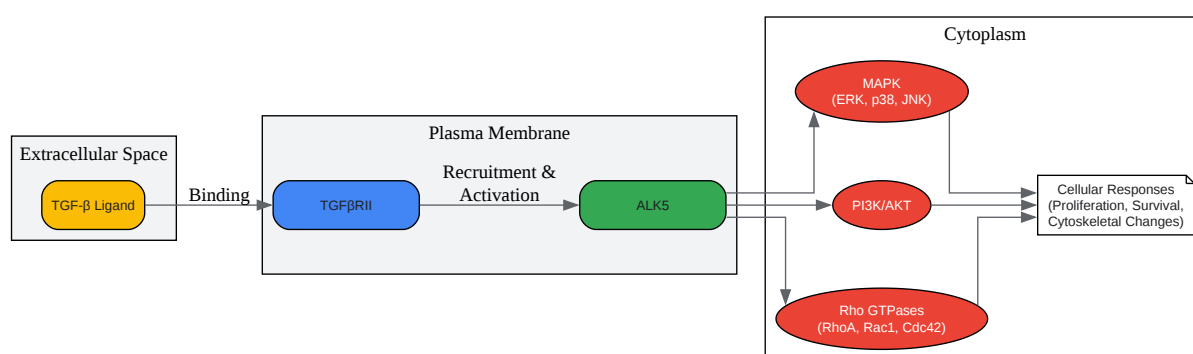 Extracellular Space
TGF-β Ligand
Binding
Plasma Membrane
TGFβRII
Recruitment &
Activation
ALK5
Cytoplasm
MAPK
(ERK, p38, JNK)
PI3K/AKT
Rho GTPases
(RhoA, Rac1, Cdc42)
Cellular Responses
(Proliferation, Survival,
Cytoskeletal Changes)